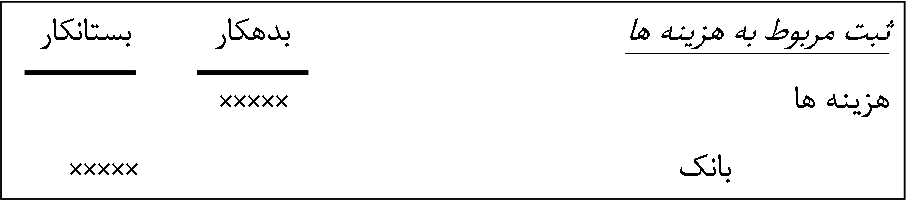 ثبت مربوط به هزینه ها بدهکار بستانکار
هزینه ها ×××××
بانک ×××××